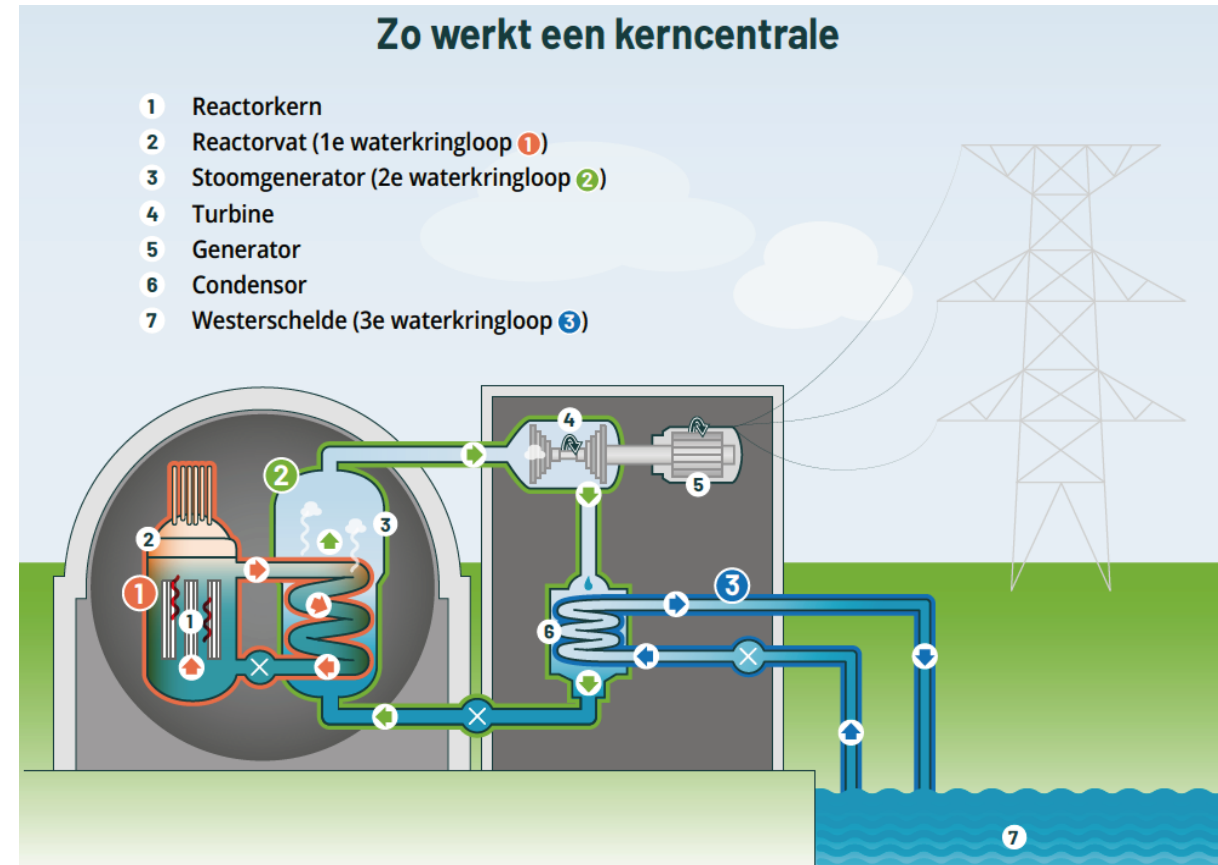 Zo werkt een kerncentrale
1 Reactorkern
2 Reactorvat (1e waterkringloop 1)
3 Stoomgenerator (2e waterkringloop 2)
4 Turbine
5 Generator
6 Condensor
7 Westerschelde (3e waterkringloop 3)
4
2
3
5
2
1
1
3
6
7